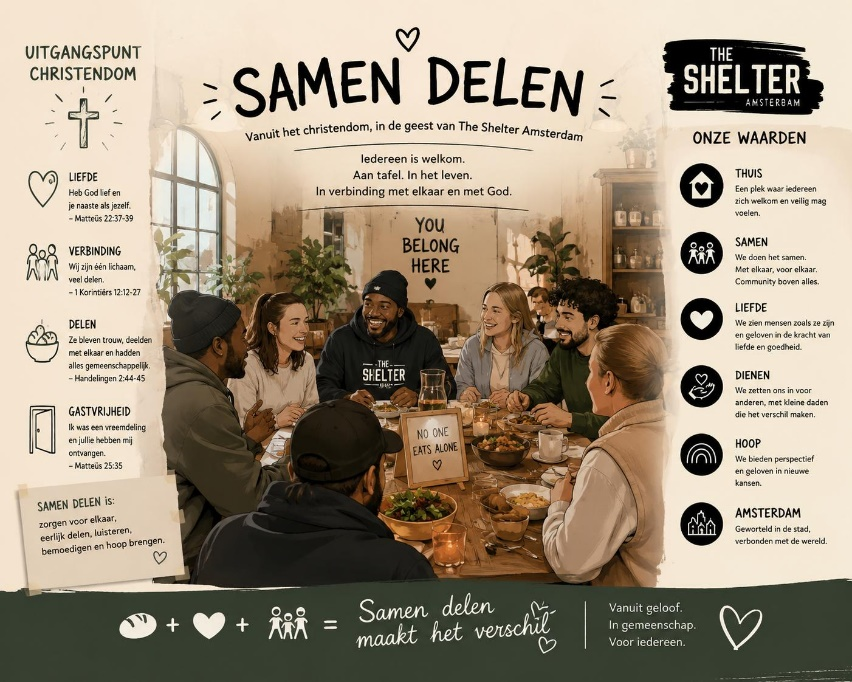 UITGANGSPUNT
CHRISTENDOM
LIEFDE
Heb God lief en
je naaste als jezelf.
– Matteüs 22:37-39
VERBINDING
Wij zijn één lichaam,
veel delen.
– 1 Korintiërs 12:12-27
DELEN
Ze bleven trouw, deelden
met elkaar en hadden
alles gemeenschappelijk.
– Handelingen 2:44-45
GASTVRIJHEID
Ik was een vreemdeling
en jullie hebben mij
ontvangen.
– Matteüs 25:35
SAMEN DELEN is:
zorgen voor elkaar,
eerlijk delen, luisteren,
bemoedigen en hoop brengen.
SAMEN DELEN
Vanuit het christendom, in de geest van The Shelter Amsterdam
Iedereen is welkom.
Aan tafel. In het leven.
In verbinding met elkaar en met God.
YOU
BELONG
HERE
THE
SHELTER
NO ONE
EATS ALONE
THE
SHELTER
AMSTERBAM
ONZE WAARDEN
THUIS
Een plek waar iedereen
zich welkom en veilig mag
voelen.
SAMEN
We doen het samen.
Met elkaar, voor elkaar.
Community boven alles.
LIEFDE
We zien mensen zoals ze zijn
en geloven in de kracht van
liefde en goedheid.
DIENEN
We zetten ons in voor
anderen, met kleine daden
die het verschil maken.
HOOP
We bieden perspectief
en geloven in nieuwe
kansen.
AMSTERDAM
Geworteld in de stad,
verbonden met de wereld.
+ + =
Samen delen
maakt het verschil
Vanuit geloof.
In gemeenschap.
Voor iedereen.